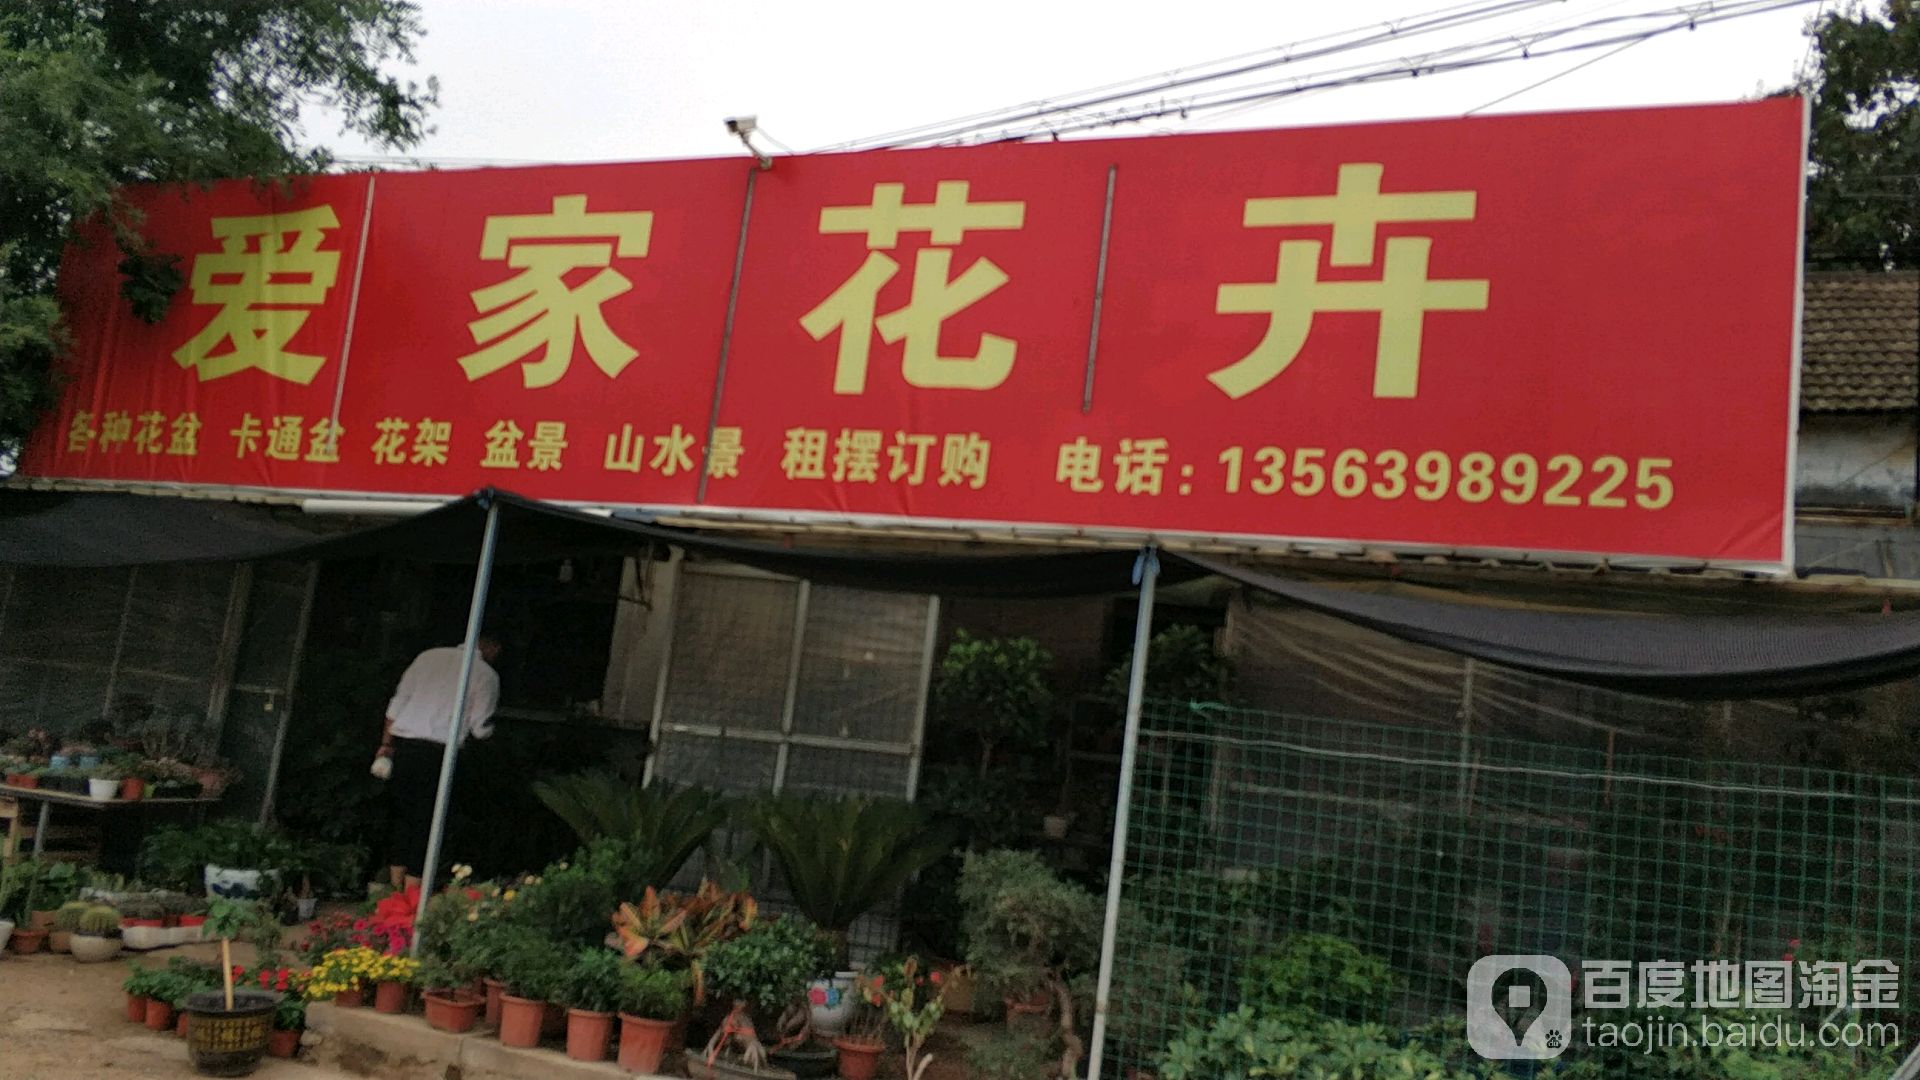 爱家花卉
各种花盆 卡通盆 花架 盆景 山水景 租摆订购 电话：13563989225
百度地图淘金
taojin.baidu.com